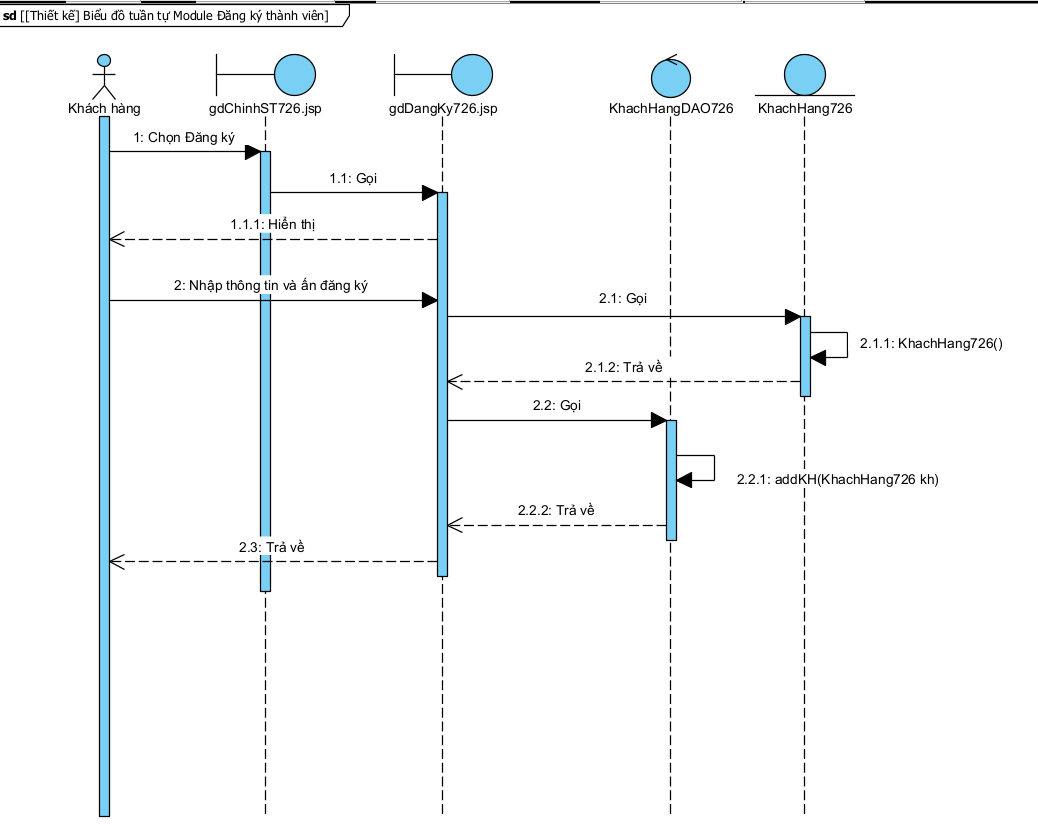 sd [[Thiết kế] Biểu đồ tuần tự Module Đăng ký thành viên]
Khách hàng
gdChinhST726.jsp
gdDangKy726.jsp
KhachHangDAO726
KhachHang726
1: Chọn Đăng ký
1.1: Gọi
1.1.1: Hiển thị
2: Nhập thông tin và ấn đăng ký
2.1: Gọi
2.1.1: KhachHang726()
2.1.2: Trả về
2.2: Gọi
2.2.1: addKH(KhachHang726 kh)
2.2.2: Trả về
2.3: Trả về